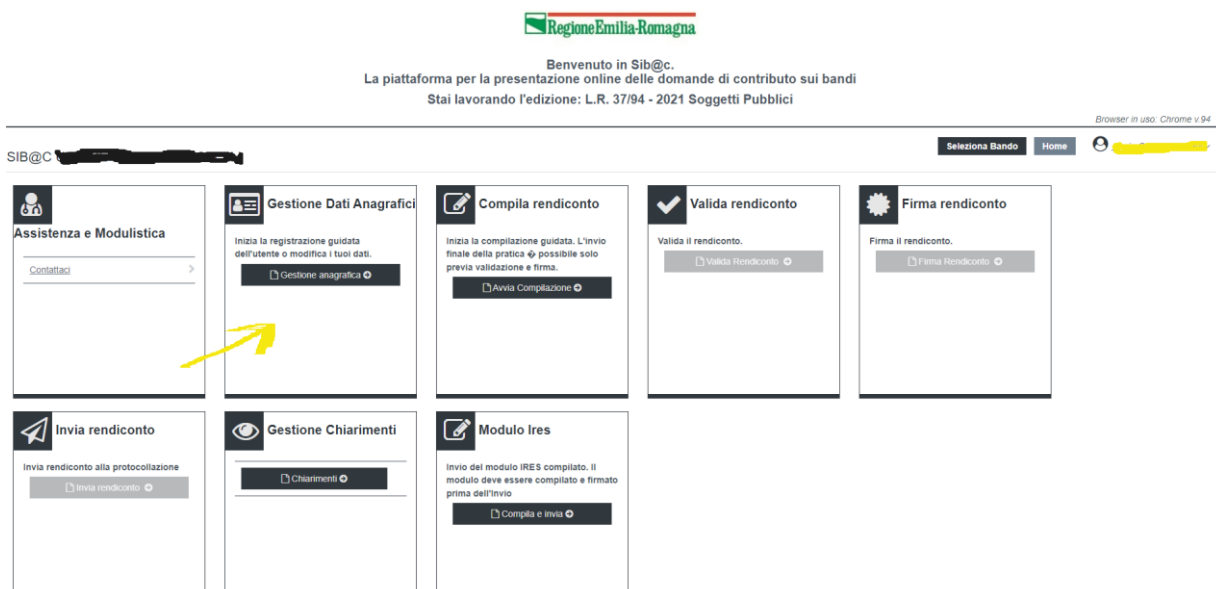 RegioneEmilia-Romagna
Benvenuto in Sib@c.
La piattaforma per la presentazione online delle domande di contributo sui bandi
Stai lavorando l'edizione: L.R. 37/94 - 2021 Soggetti Pubblici
Browser in uso: Chrome v.94
SIB@C
Seleziona Bando
Home
Assistenza e Modulistica
Contattaci
Gestione Dati Anagrafici
Inizia la registrazione guidata
dell'utente o modifica i tuoi dati.
Gestione anagrafica
Compila rendiconto
Inizia la compilazione guidata. L'invio
finale della pratica � possibile solo
previa validazione e firma.
Avvia Compilazione
Valida rendiconto
Valida il rendiconto.
Valida Rendiconto
Firma rendiconto
Firma il rendiconto.
Firma Rendiconto
Invia rendiconto
Invia rendiconto alla protocollazione
Invia rendiconto
Gestione Chiarimenti
Chiarimenti
Modulo Ires
Invio del modulo IRES compilato. Il
modulo deve essere compilato e firmato
prima dell'Invio
Compila e invia